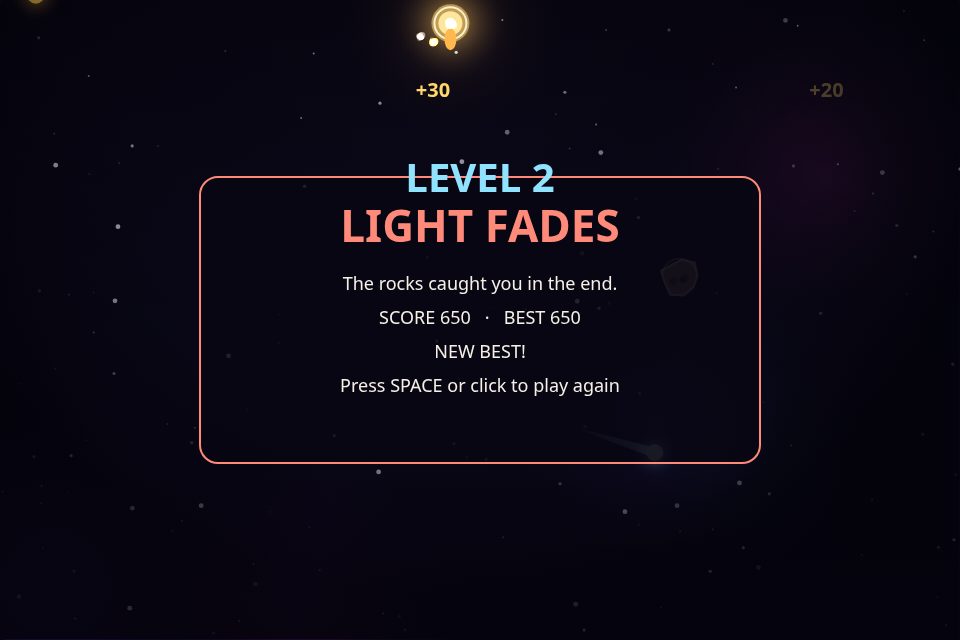 +30
+20
LEVEL 2
LIGHT FADES
The rocks caught you in the end.
SCORE 650 · BEST 650
NEW BEST!
Press SPACE or click to play again